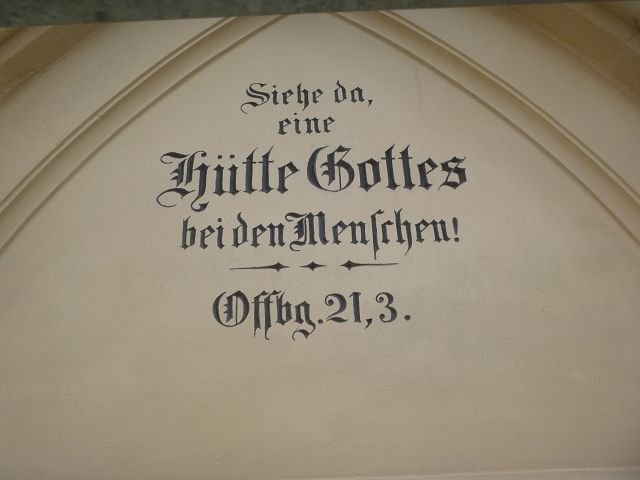 Siehe da,
eine
Hütte Gottes
bei den Menſchen!
Offbg. 21,3.